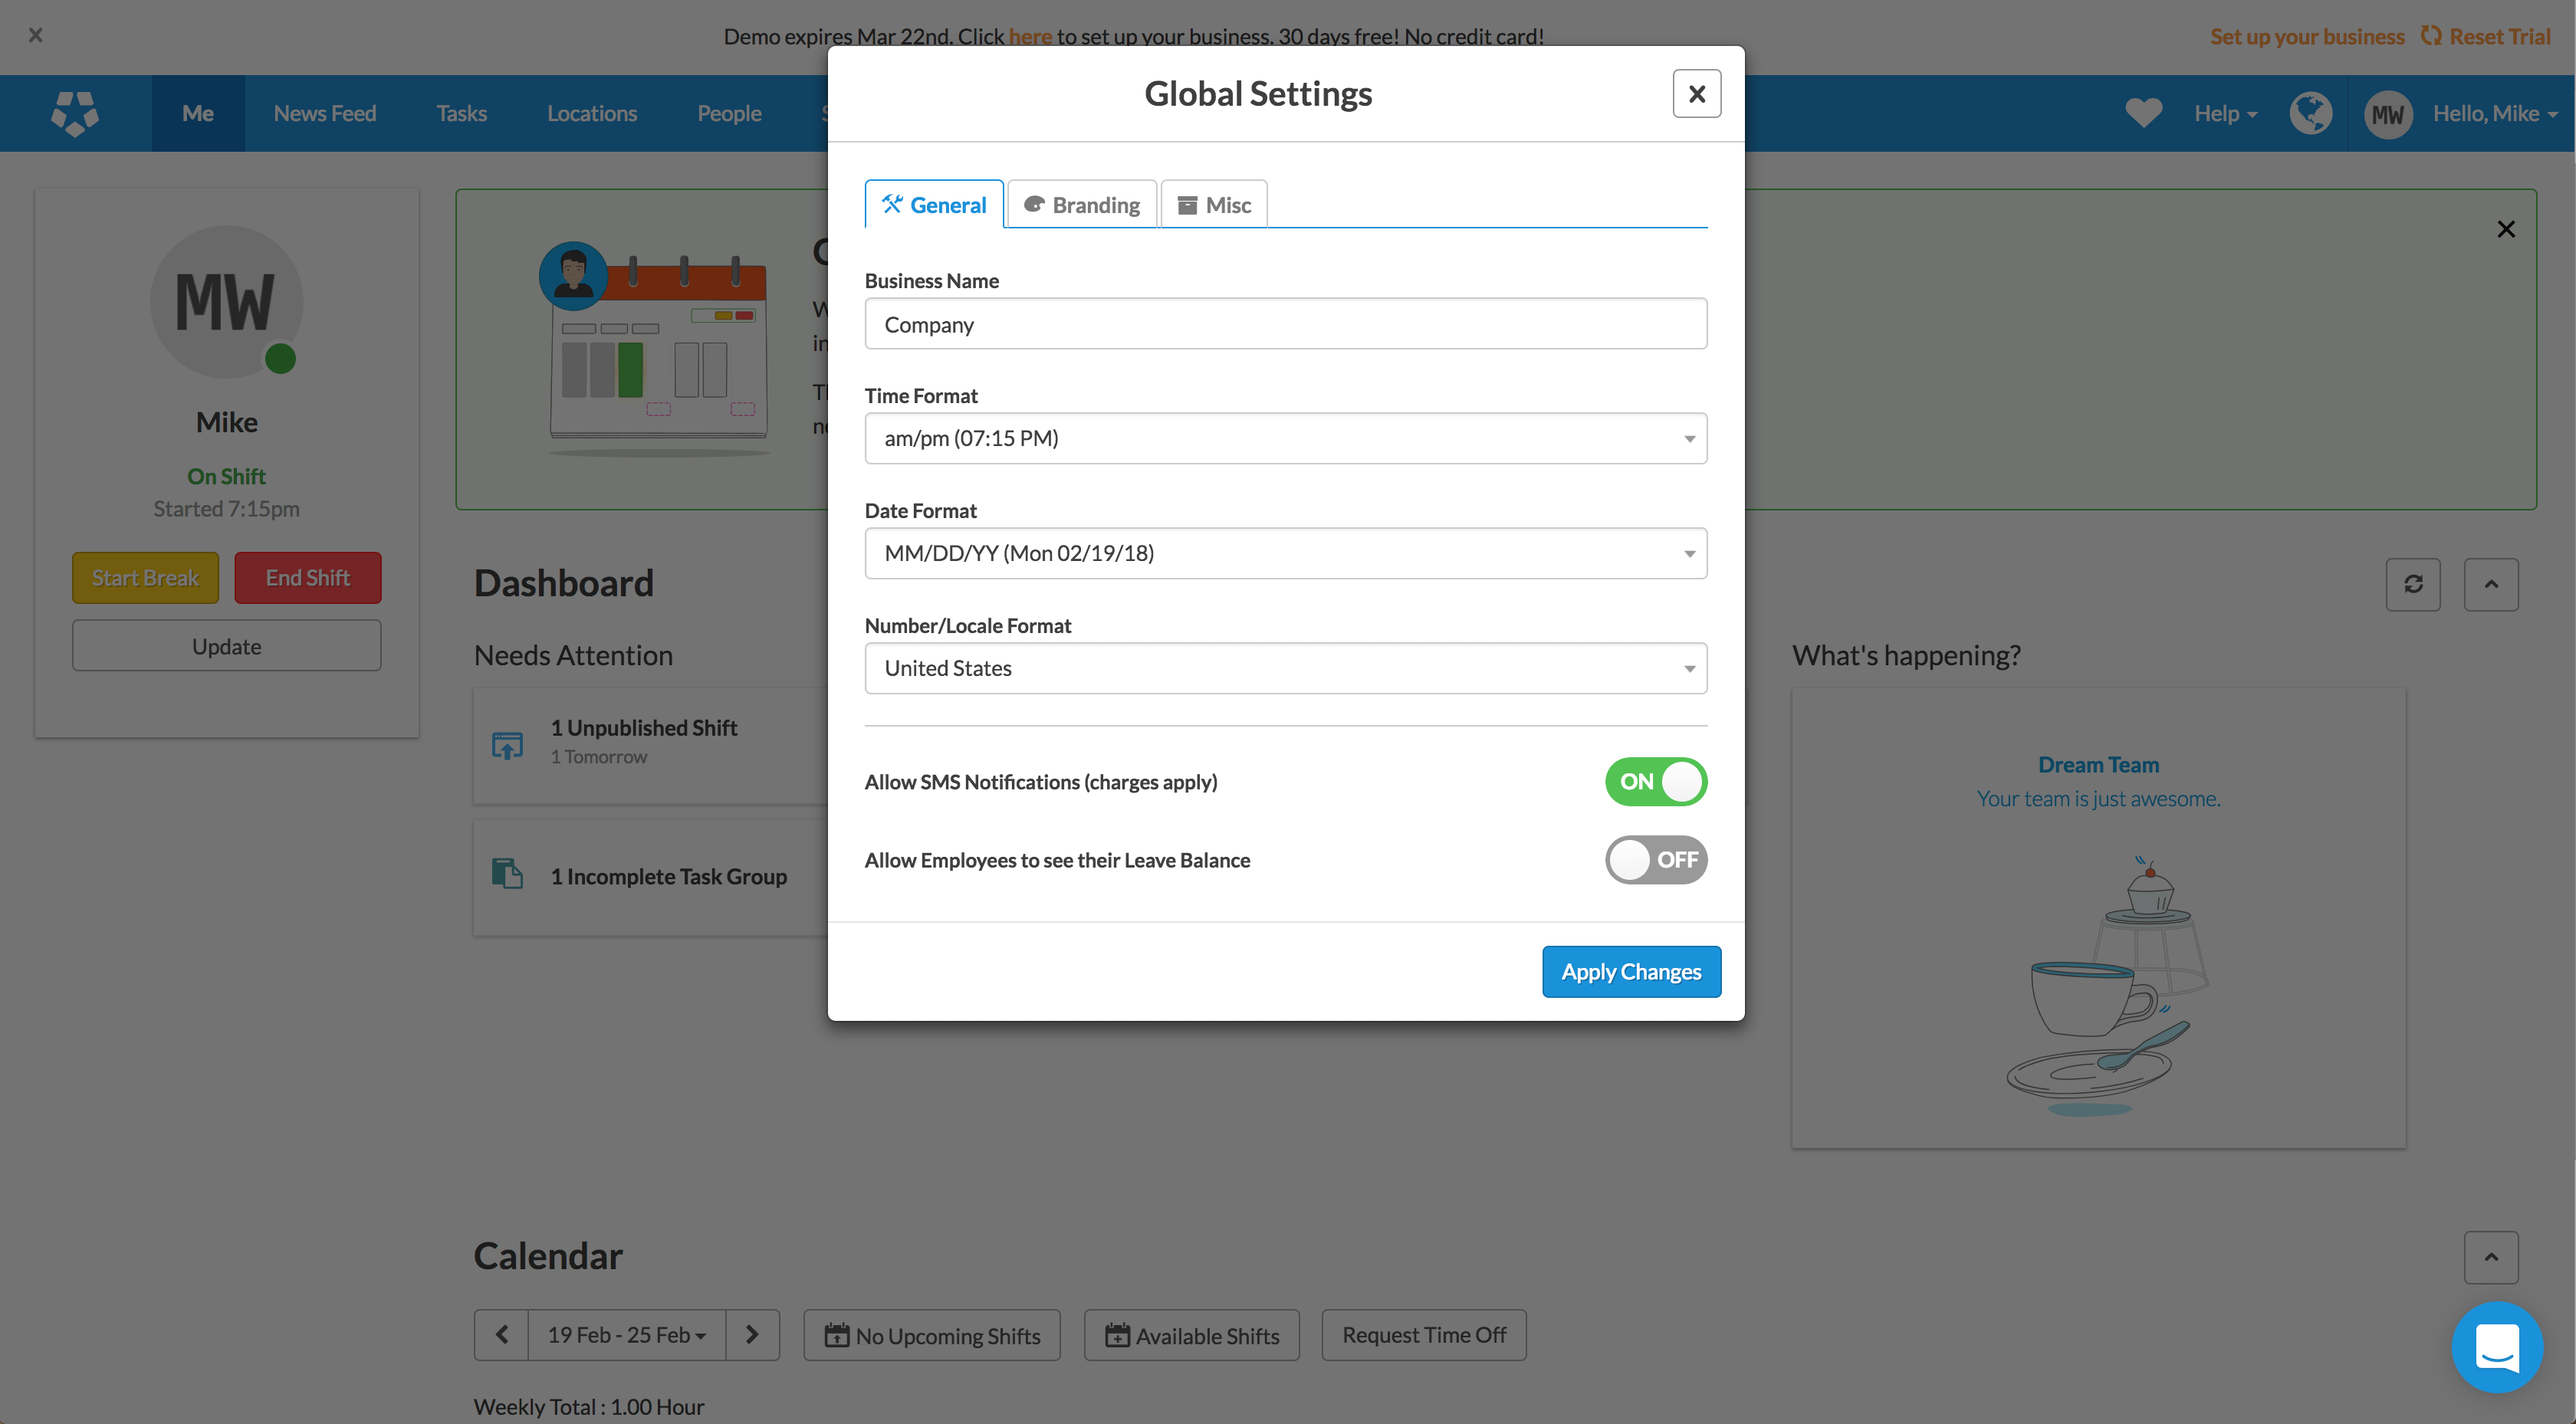 Demo expires Mar 22nd. Click here to set up your business. 30 days free! No credit card!
Set up your business Reset Trial
Me News Feed Tasks Locations People
Help Hello, Mike
MW
MW
Mike
On Shift
Started 7:15pm
Start Break End Shift
Update
Global Settings
General Branding Misc
Business Name
Company
Time Format
am/pm (07:15 PM)
Date Format
MM/DD/YY (Mon 02/19/18)
Number/Locale Format
United States
Allow SMS Notifications (charges apply) ON
Allow Employees to see their Leave Balance OFF
Apply Changes
Dashboard
Needs Attention
1 Unpublished Shift
1 Tomorrow
1 Incomplete Task Group
What's happening?
Dream Team
Your team is just awesome.
Calendar
19 Feb - 25 Feb No Upcoming Shifts Available Shifts Request Time Off
Weekly Total : 1.00 Hour